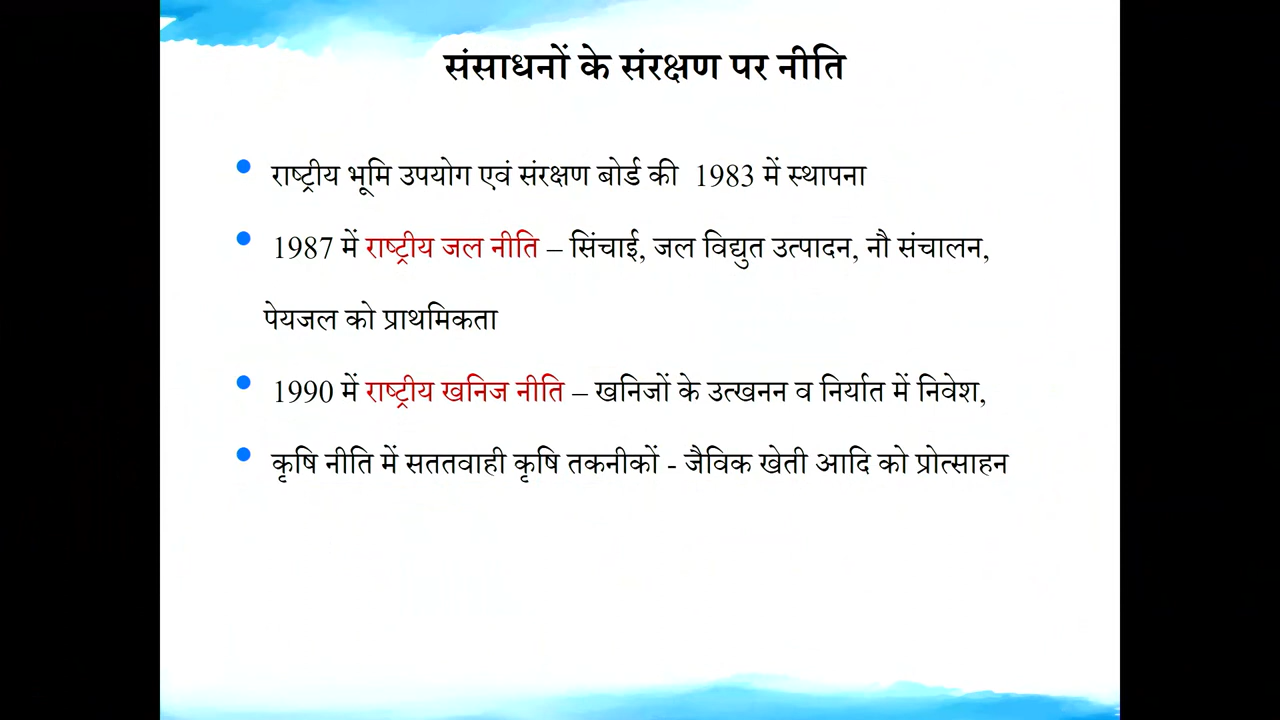 संसाधनों के संरक्षण पर नीति
• राष्ट्रीय भूमि उपयोग एवं संरक्षण बोर्ड की 1983 में स्थापना
• 1987 में राष्ट्रीय जल नीति – सिंचाई, जल विद्युत उत्पादन, नौ संचालन,
पेयजल को प्राथमिकता
• 1990 में राष्ट्रीय खनिज नीति – खनिजों के उत्खनन व निर्यात में निवेश,
• कृषि नीति में सततवाही कृषि तकनीकों - जैविक खेती आदि को प्रोत्साहन